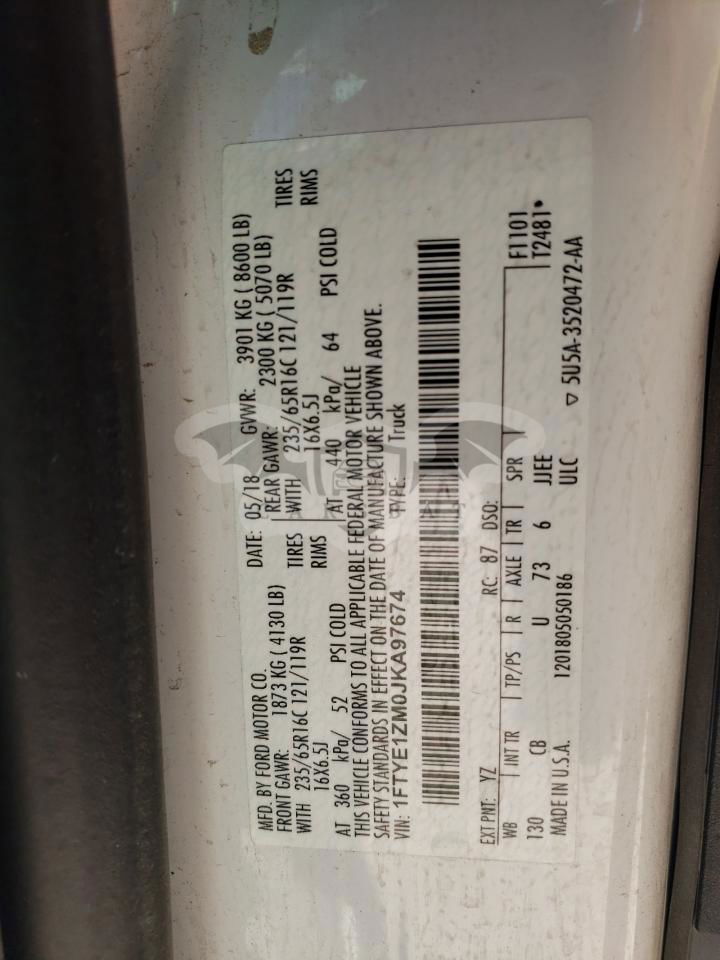 MFD. BY FORD MOTOR CO. DATE: 05/18 GVWR: 3901 KG ( 8600 LB)
FRONT GAWR: 1873 KG ( 4130 LB) REAR GAWR: 2300 KG ( 5070 LB)
WITH 235/65R16C 121/119R TIRES WITH 235/65R16C 121/119R TIRES
16X6.5J RIMS 16X6.5J RIMS
AT 360 kPa/ 52 PSI COLD AT 440 kPa/ 64 PSI COLD
THIS VEHICLE CONFORMS TO ALL APPLICABLE FEDERAL MOTOR VEHICLE
SAFETY STANDARDS IN EFFECT ON THE DATE OF MANUFACTURE SHOWN ABOVE.
VIN: 1FTYE1ZM0JKA97674 TYPE: Truck
EXT PNT: YZ RC: 87 DSO:
WB INT TR TP/PS R AXLE TR SPR F1101
130 CB U 73 6 JJEE T2481•
MADE IN U.S.A. 1201805050186 ULC ▽ 5U5A-3520472-AA